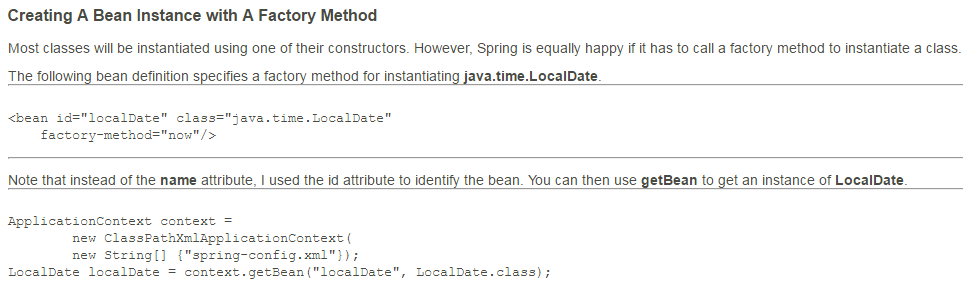 Creating A Bean Instance with A Factory Method
Most classes will be instantiated using one of their constructors. However, Spring is equally happy if it has to call a factory method to instantiate a class.
The following bean definition specifies a factory method for instantiating java.time.LocalDate.
<bean id="localDate" class="java.time.LocalDate"
    factory-method="now"/>
Note that instead of the name attribute, I used the id attribute to identify the bean. You can then use getBean to get an instance of LocalDate.
ApplicationContext context =
        new ClassPathXmlApplicationContext(
        new String[] {"spring-config.xml"});
LocalDate localDate = context.getBean("localDate", LocalDate.class);